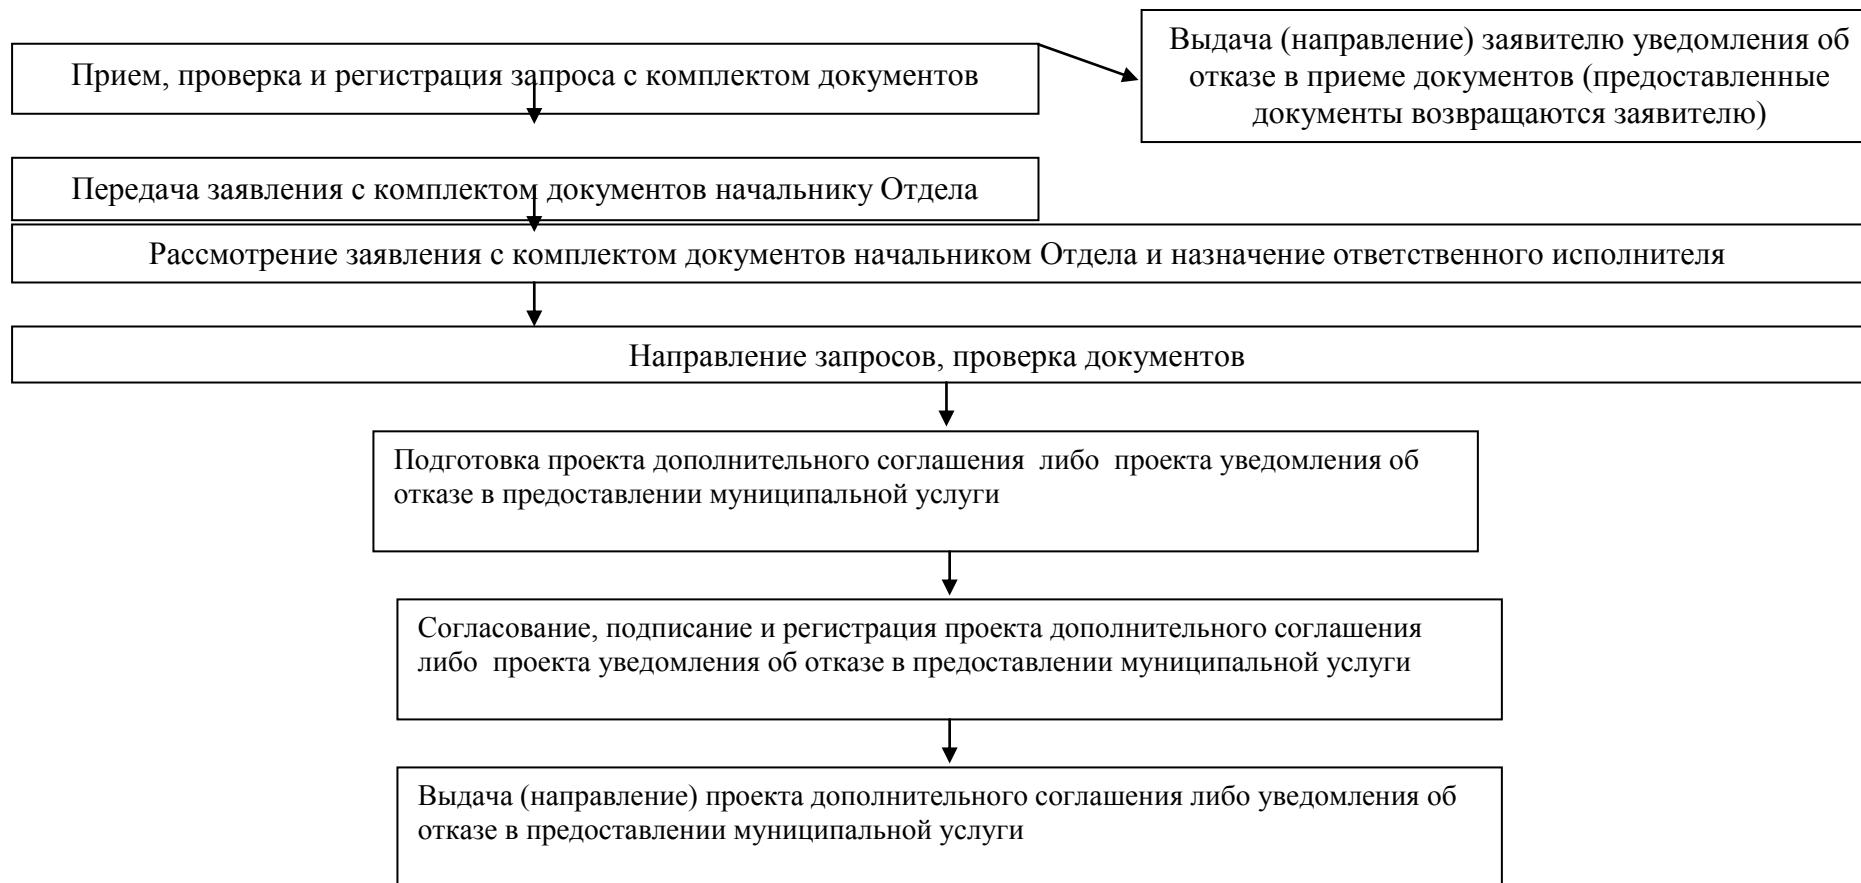 Прием, проверка и регистрация запроса с комплектом документов
Выдача (направление) заявителю уведомления об
отказе в приеме документов (предоставленные
документы возвращаются заявителю)
Передача заявления с комплектом документов начальнику Отдела
Рассмотрение заявления с комплектом документов начальником Отдела и назначение ответственного исполнителя
Направление запросов, проверка документов
Подготовка проекта дополнительного соглашения либо проекта уведомления об
отказе в предоставлении муниципальной услуги
Согласование, подписание и регистрация проекта дополнительного соглашения
либо проекта уведомления об отказе в предоставлении муниципальной услуги
Выдача (направление) проекта дополнительного соглашения либо уведомления об
отказе в предоставлении муниципальной услуги